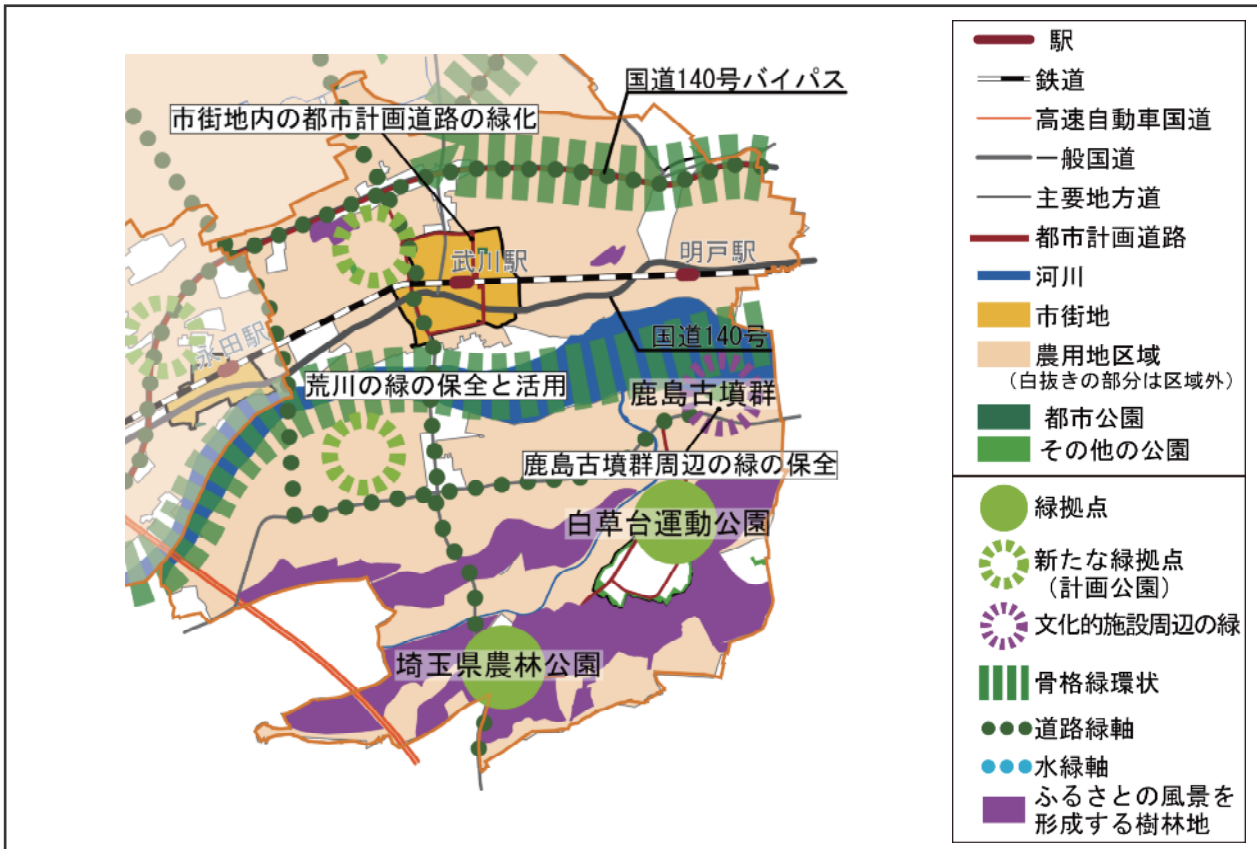 国道140号バイパス
市街地内の都市計画道路の緑化
武川駅
明戸駅
国道140号
永田駅
荒川の緑の保全と活用
鹿島古墳群
鹿島古墳群周辺の緑の保全
白草台運動公園
埼玉県農林公園
駅
鉄道
高速自動車国道
一般国道
主要地方道
都市計画道路
河川
市街地
農用地区域
(白抜きの部分は区域外)
都市公園
その他の公園
緑拠点
新たな緑拠点
(計画公園)
文化的施設周辺の緑
骨格緑環状
道路緑軸
水緑軸
ふるさとの風景を
形成する樹林地